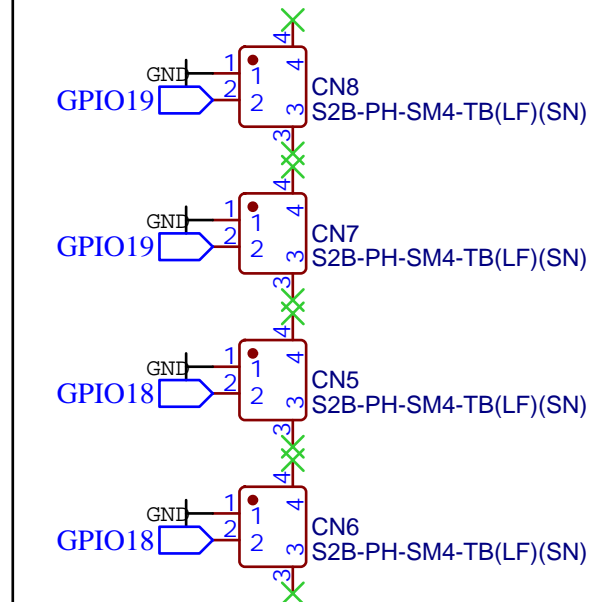 4
GND 1 1 4 CN8
GPIO19 2 2 3 S2B-PH-SM4-TB(LF)(SN)
3
4
GND 1 1 4 CN7
GPIO19 2 2 3 S2B-PH-SM4-TB(LF)(SN)
3
4
GND 1 1 4 CN5
GPIO18 2 2 3 S2B-PH-SM4-TB(LF)(SN)
3
4
GND 1 1 4 CN6
GPIO18 2 2 3 S2B-PH-SM4-TB(LF)(SN)
3